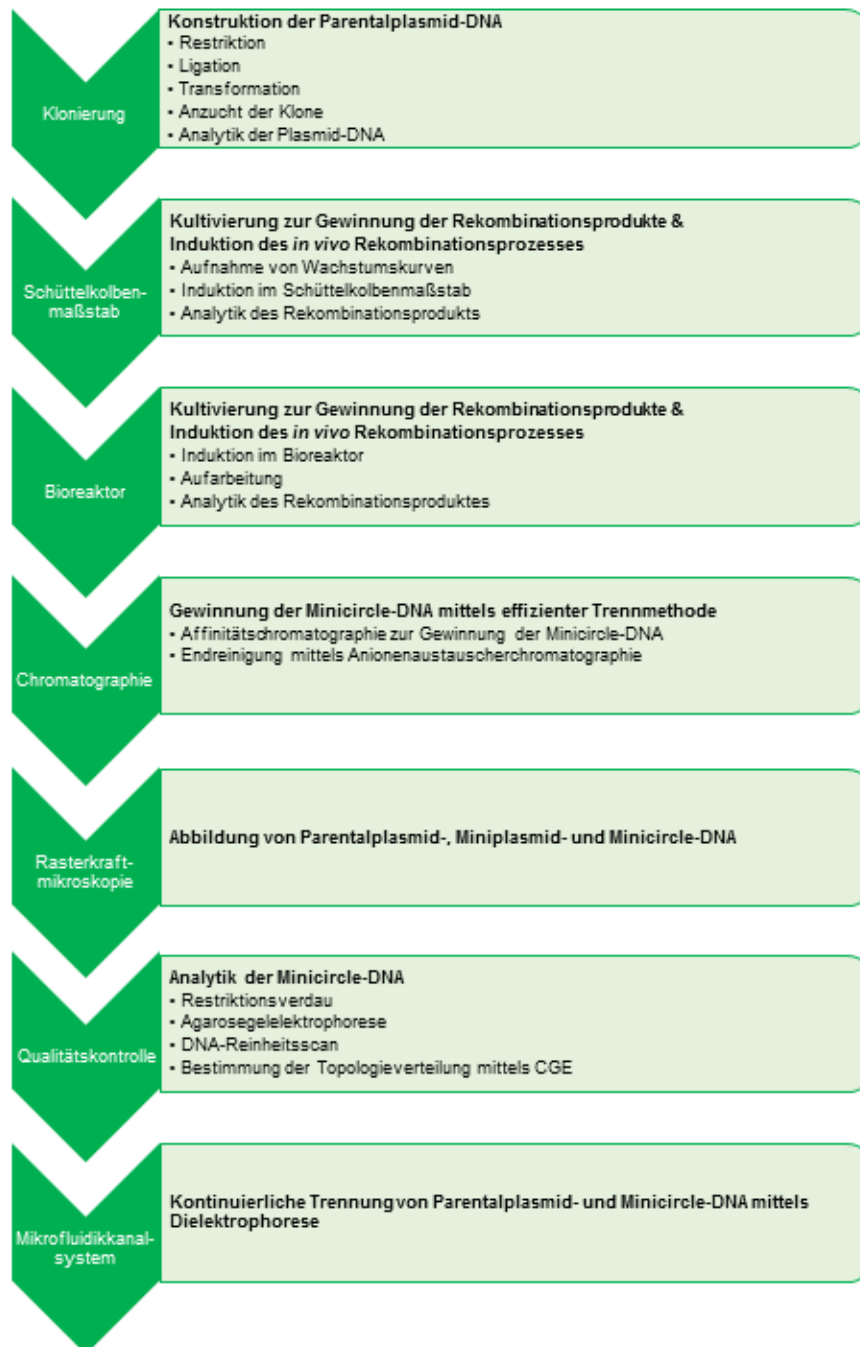 Klonierung
Konstruktion der Parentalplasmid-DNA
▪ Restriktion
▪ Ligation
▪ Transformation
▪ Anzucht der Klone
▪ Analytik der Plasmid-DNA
Schüttelkolben-
maßstab
Kultivierung zur Gewinnung der Rekombinationsprodukte &
Induktion des in vivo Rekombinationsprozesses
▪ Aufnahme von Wachstumskurven
▪ Induktion im Schüttelkolbenmaßstab
▪ Analytik des Rekombinationsprodukts
Bioreaktor
Kultivierung zur Gewinnung der Rekombinationsprodukte &
Induktion des in vivo Rekombinationsprozesses
▪ Induktion im Bioreaktor
▪ Aufarbeitung
▪ Analytik des Rekombinationsproduktes
Chromatographie
Gewinnung der Minicircle-DNA mittels effizienter Trennmethode
▪ Affinitätschromatographie zur Gewinnung der Minicircle-DNA
▪ Endreinigung mittels Anionenaustauscherchromatographie
Rasterkraft-
mikroskopie
Abbildung von Parentalplasmid-, Miniplasmid- und Minicircle-DNA
Qualitätskontrolle
Analytik der Minicircle-DNA
▪ Restriktionsverdau
▪ Agarosegelelektrophorese
▪ DNA-Reinheitsscan
▪ Bestimmung der Topologieverteilung mittels CGE
Mikrofluidikkanal-
system
Kontinuierliche Trennung von Parentalplasmid- und Minicircle-DNA mittels
Dielektrophorese